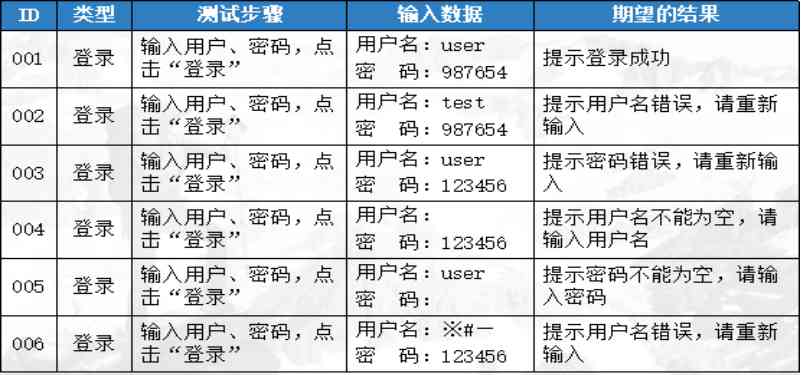 ID 类型 测试步骤 输入数据 期望的结果
001 登录 输入用户、密码，点击“登录” 用户名：user 密 码：987654 提示登录成功
002 登录 输入用户、密码，点击“登录” 用户名：test 密 码：987654 提示用户名错误，请重新输入
003 登录 输入用户、密码，点击“登录” 用户名：user 密 码：123456 提示密码错误，请重新输入
004 登录 输入用户、密码，点击“登录” 用户名： 密 码：123456 提示用户名不能为空，请输入用户名
005 登录 输入用户、密码，点击“登录” 用户名：user 密 码： 提示密码不能为空，请输入密码
006 登录 输入用户、密码，点击“登录” 用户名：※#— 密 码：123456 提示用户名错误，请重新输入